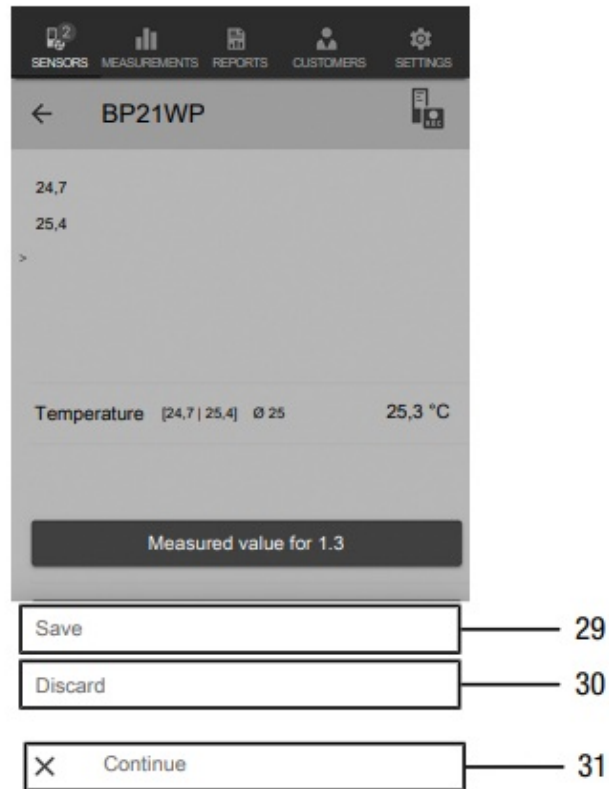 2
SENSORS MEASUREMENTS REPORTS CUSTOMERS SETTINGS
← BP21WP
24,7
25,4
>
Temperature [24,7 | 25,4] Ø 25 25,3 °C
Measured value for 1.3
Save 29
Discard 30
× Continue 31